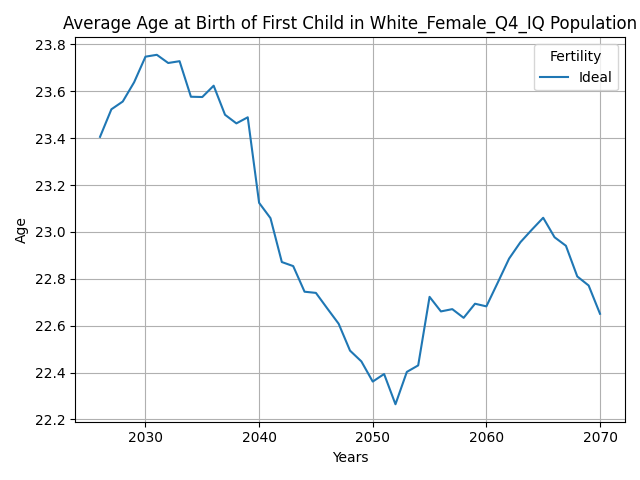 Average Age at Birth of First Child in White_Female_Q4_IQ Population
23.8
23.6
23.4
23.2
23.0
22.8
22.6
22.4
22.2
Age
Fertility
Ideal
2030 2040 2050 2060 2070
Years